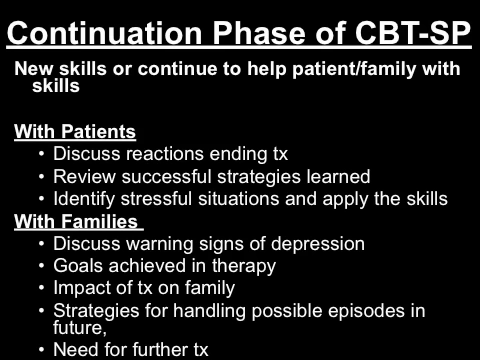 Continuation Phase of CBT-SP
New skills or continue to help patient/family with
skills
With Patients
• Discuss reactions ending tx
• Review successful strategies learned
• Identify stressful situations and apply the skills
With Families
• Discuss warning signs of depression
• Goals achieved in therapy
• Impact of tx on family
• Strategies for handling possible episodes in
future,
• Need for further tx